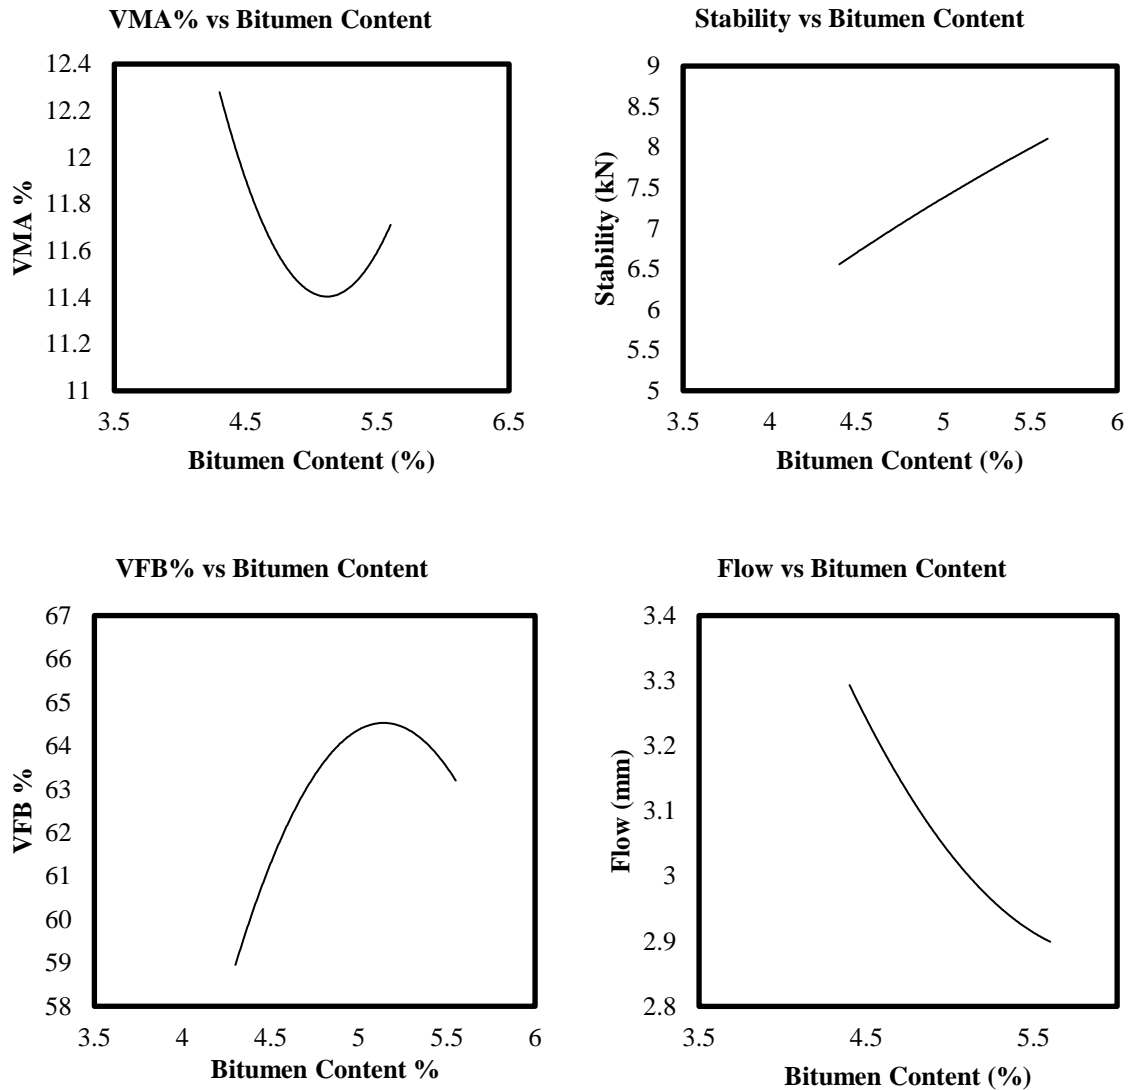 VMA% vs Bitumen Content
12.4
12.2
12
11.8
11.6
11.4
11.2
11
VMA %
3.5 4.5 5.5 6.5
Bitumen Content (%)
Stability vs Bitumen Content
9
8.5
8
7.5
7
6.5
6
5.5
5
Stability (kN)
3.5 4 4.5 5 5.5 6
Bitumen Content (%)
VFB% vs Bitumen Content
67
66
65
64
63
62
61
60
59
58
VFB %
3.5 4 4.5 5 5.5 6
Bitumen Content %
Flow vs Bitumen Content
3.4
3.3
3.2
3.1
3
2.9
2.8
Flow (mm)
3.5 4.5 5.5
Bitumen Content (%)